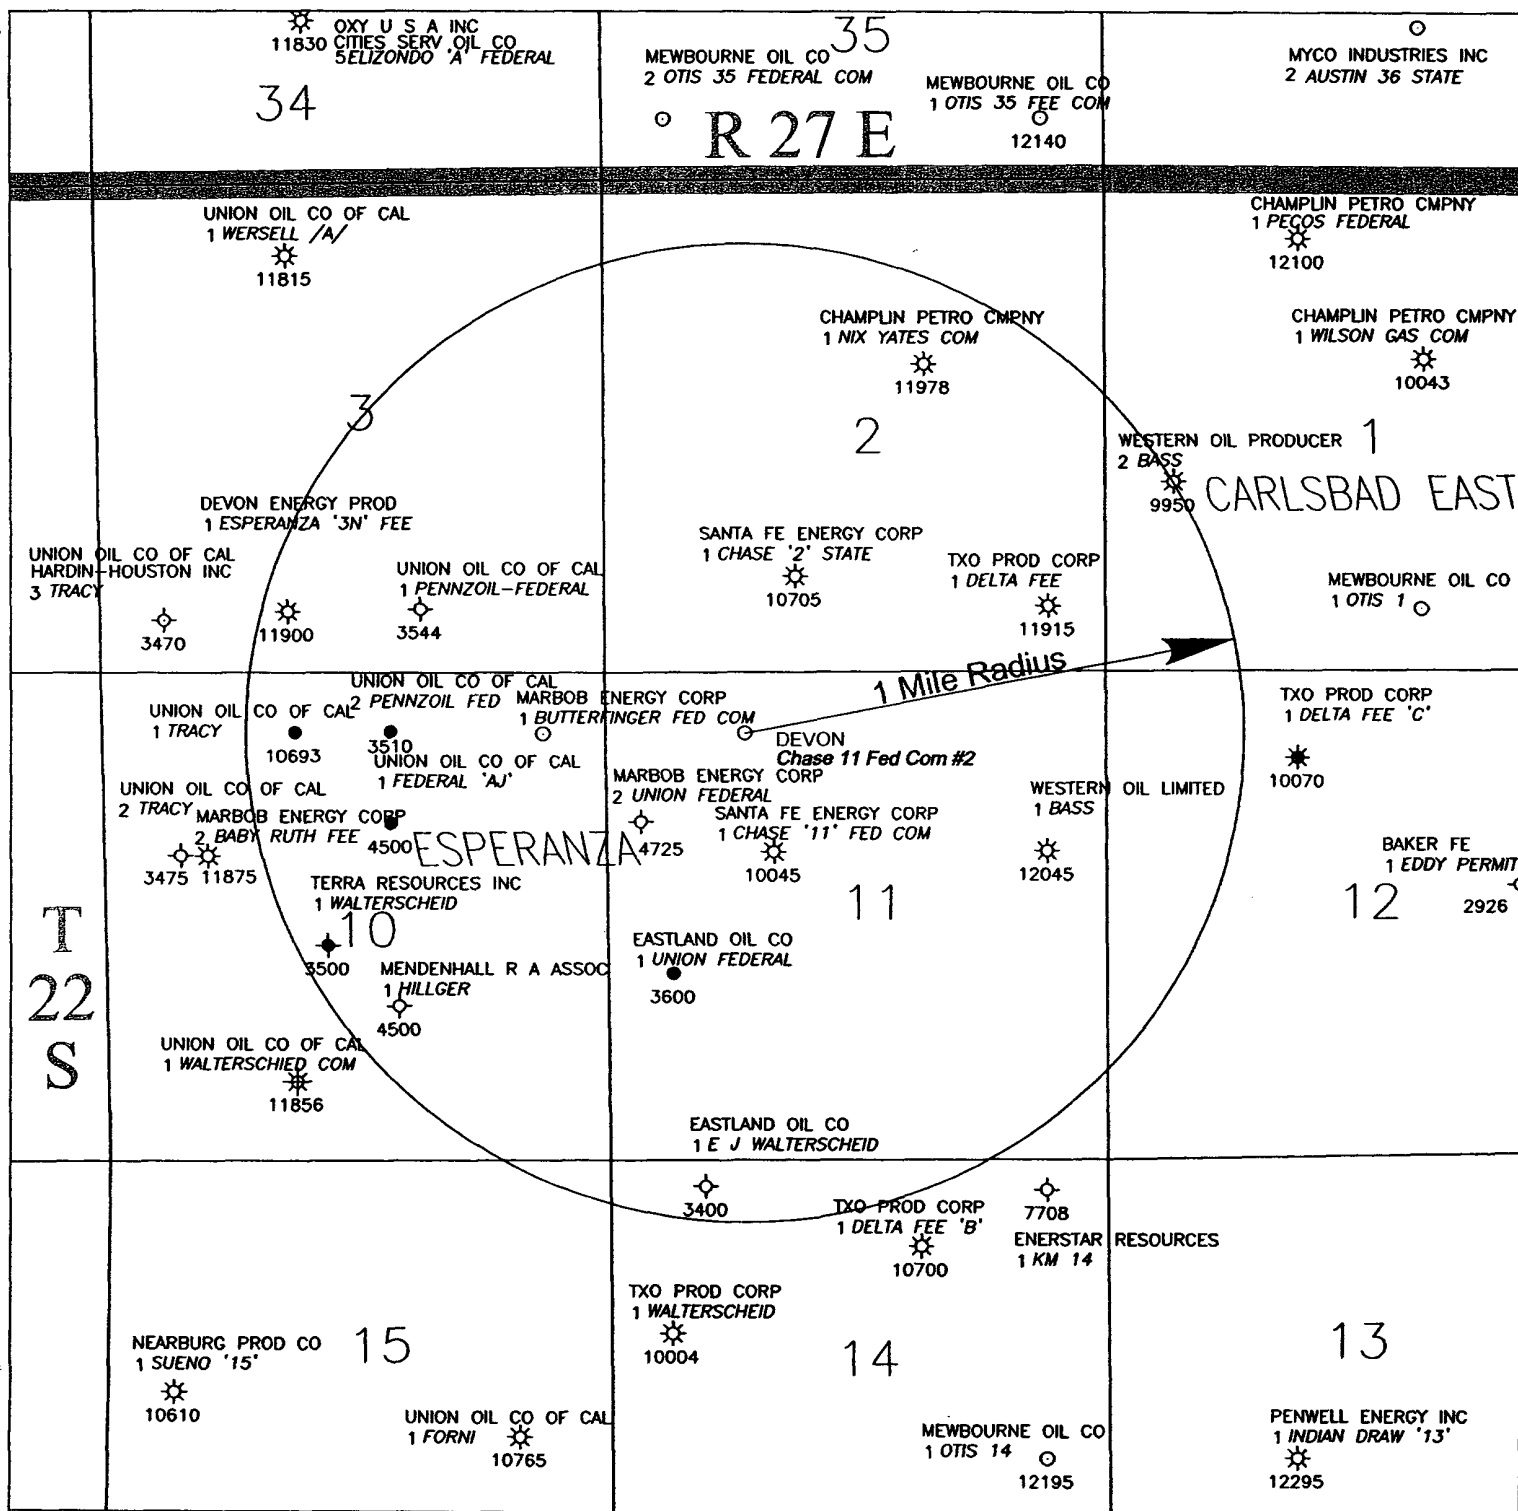 OXY U S A INC
11830 CITIES SERV OIL CO
5 ELIZONDO 'A' FEDERAL
34
35
MEWBOURNE OIL CO
2 OTIS 35 FEDERAL COM
MEWBOURNE OIL CO
1 OTIS 35 FEE COM
12140
MYCO INDUSTRIES INC
2 AUSTIN 36 STATE
R 27 E
UNION OIL CO OF CAL
1 WERSELL /A/
11815
CHAMPLIN PETRO CMPNY
1 PECOS FEDERAL
12100
CHAMPLIN PETRO CMPNY
1 NIX YATES COM
11978
CHAMPLIN PETRO CMPNY
1 WILSON GAS COM
10043
3
2
1
WESTERN OIL PRODUCER
2 BASS
9950
CARLSBAD EAST
DEVON ENERGY PROD
1 ESPERANZA '3N' FEE
11900
UNION OIL CO OF CAL
HARDIN-HOUSTON INC
3 TRACY
3470
UNION OIL CO OF CAL
1 PENNZOIL-FEDERAL
3544
SANTA FE ENERGY CORP
1 CHASE '2' STATE
10705
TXO PROD CORP
1 DELTA FEE
11915
MEWBOURNE OIL CO
1 OTIS 1
1 Mile Radius
UNION OIL CO OF CAL
2 PENNZOIL FED
3510
MARBOB ENERGY CORP
1 BUTTERFINGER FED COM
UNION OIL CO OF CAL
1 TRACY
10693
DEVON
Chase 11 Fed Com #2
TXO PROD CORP
1 DELTA FEE 'C'
10070
UNION OIL CO OF CAL
1 FEDERAL 'AJ'
4500
UNION OIL CO OF CAL
2 TRACY
3475
MARBOB ENERGY CORP
2 BABY RUTH FEE
11875
ESPERANZA
MARBOB ENERGY CORP
2 UNION FEDERAL
4725
SANTA FE ENERGY CORP
1 CHASE '11' FED COM
10045
WESTERN OIL LIMITED
1 BASS
12045
BAKER FE
1 EDDY PERMIT
2926
TERRA RESOURCES INC
1 WALTERSCHEID
3500
10
11
12
T
22
S
MENDENHALL R A ASSOC
1 HILLGER
4500
EASTLAND OIL CO
1 UNION FEDERAL
3600
UNION OIL CO OF CAL
1 WALTERSCHIED COM
11856
EASTLAND OIL CO
1 E J WALTERSCHEID
3400
TXO PROD CORP
1 DELTA FEE 'B'
10700
7708
ENERSTAR RESOURCES
1 KM 14
TXO PROD CORP
1 WALTERSCHEID
10004
NEARBURG PROD CO
1 SUENO '15'
10610
15
14
13
UNION OIL CO OF CAL
1 FORNI
10765
MEWBOURNE OIL CO
1 OTIS 14
12195
PENWELL ENERGY INC
1 INDIAN DRAW '13'
12295